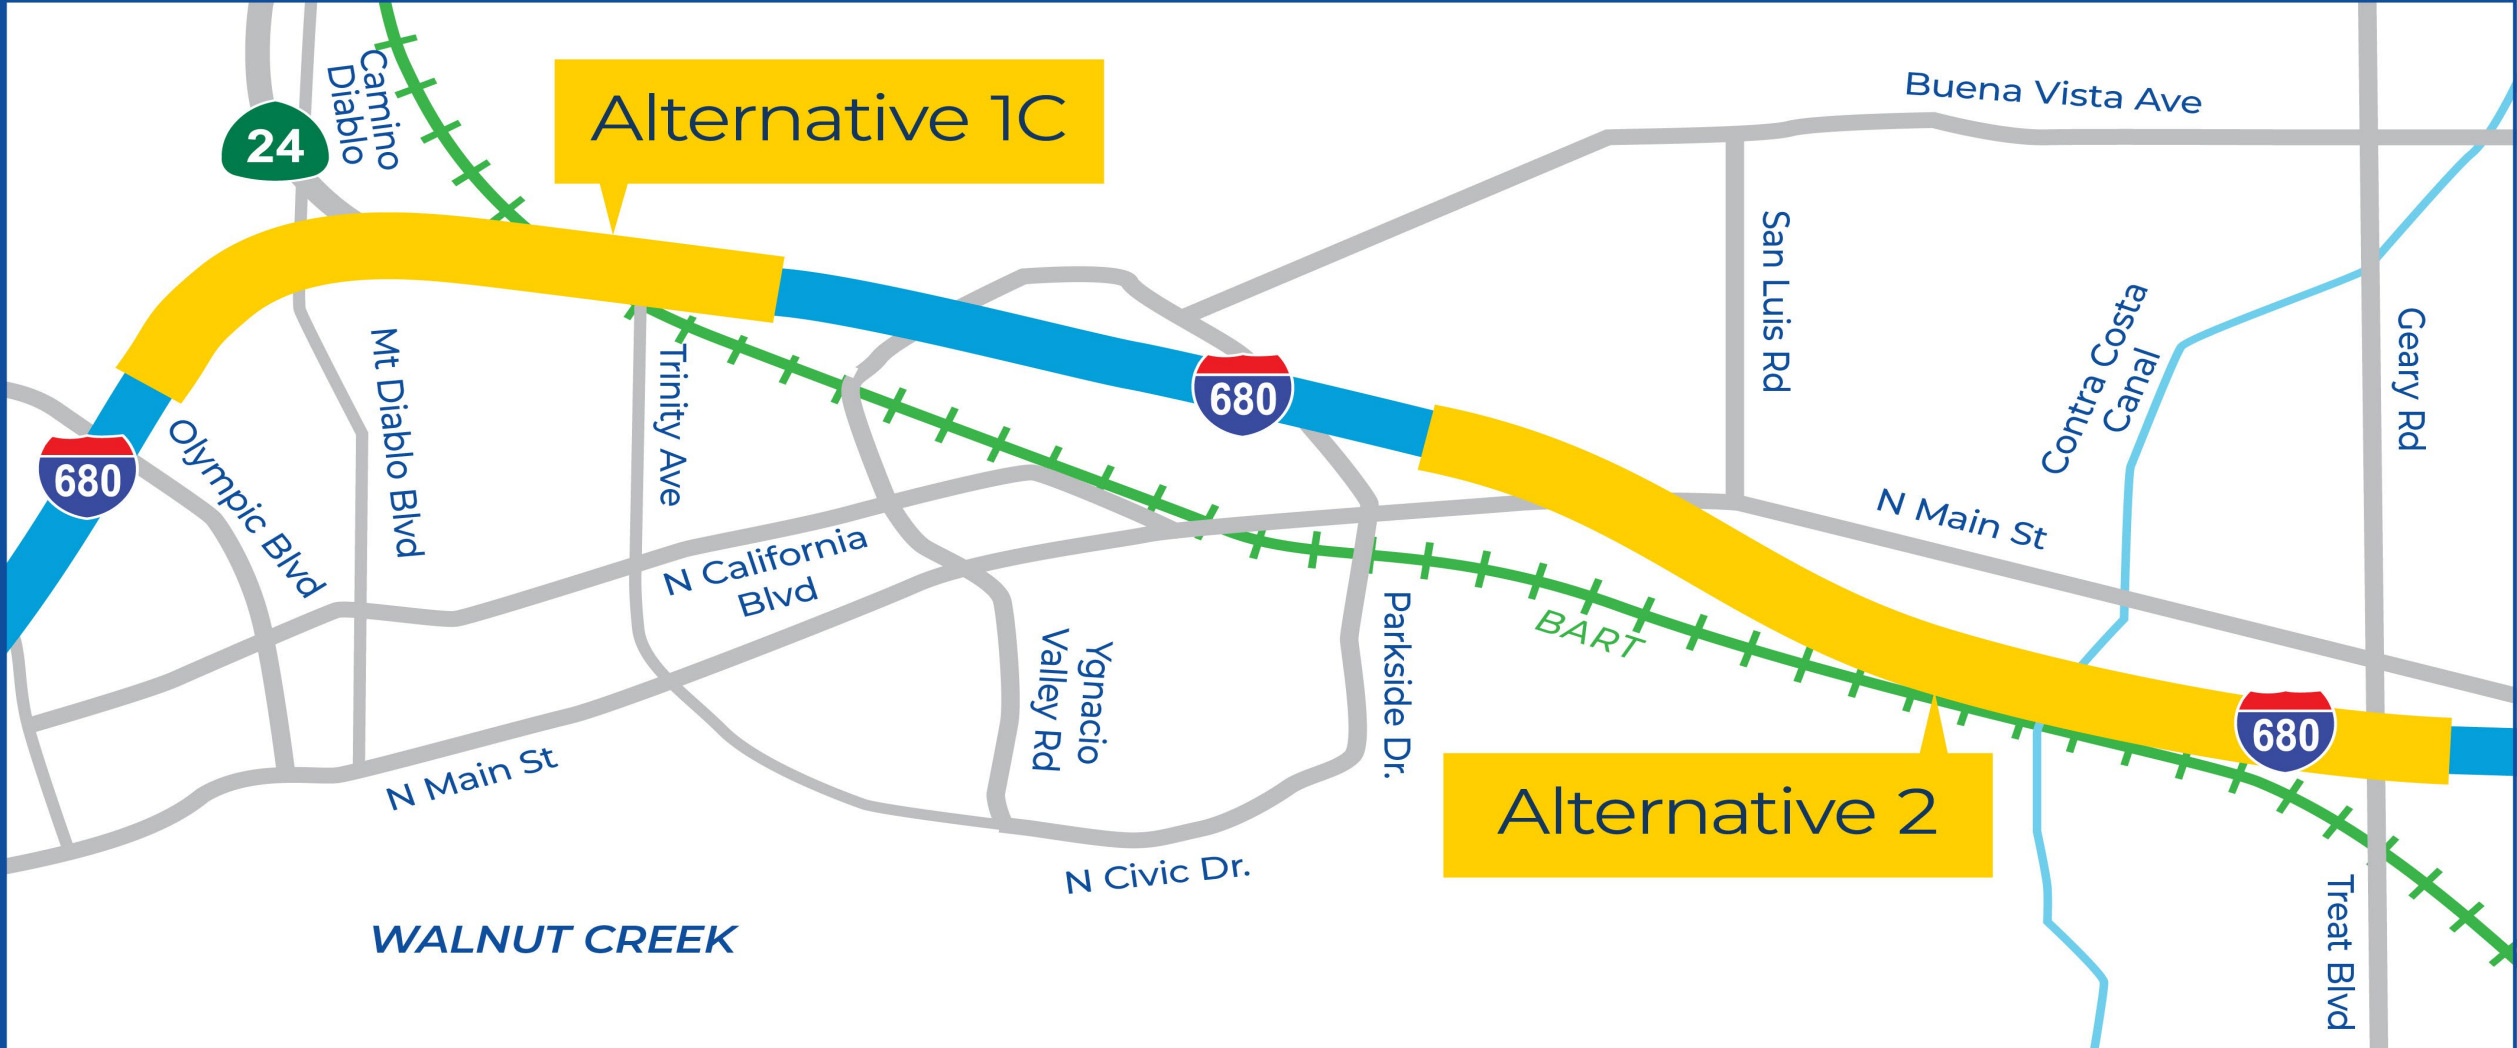 Camino
Diablo
24
Alternative 1C
Buena Vista Ave
San Luis Rd
Contra Costa
Canal
Geary Rd
Mt Diablo Blvd
Trinity Ave
680
680
Olympic Blvd
N Main St
N California
Blvd
BART
Parkside Dr.
Ygnacio
Valley Rd
680
N Main St
Alternative 2
N Civic Dr.
Treat Blvd
WALNUT CREEK